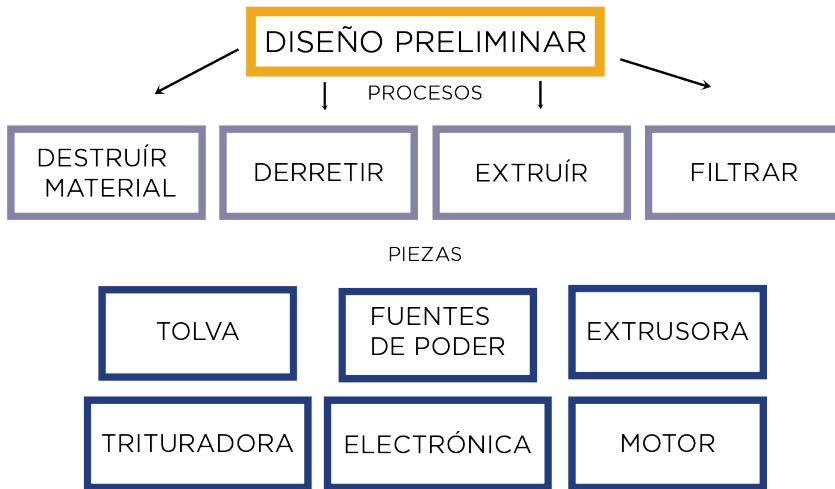 DISEÑO PRELIMINAR
PROCESOS
DESTRUÍR
MATERIAL
DERRETIR
EXTRUÍR
FILTRAR
PIEZAS
TOLVA
FUENTES
DE PODER
EXTRUSORA
TRITURADORA
ELECTRÓNICA
MOTOR